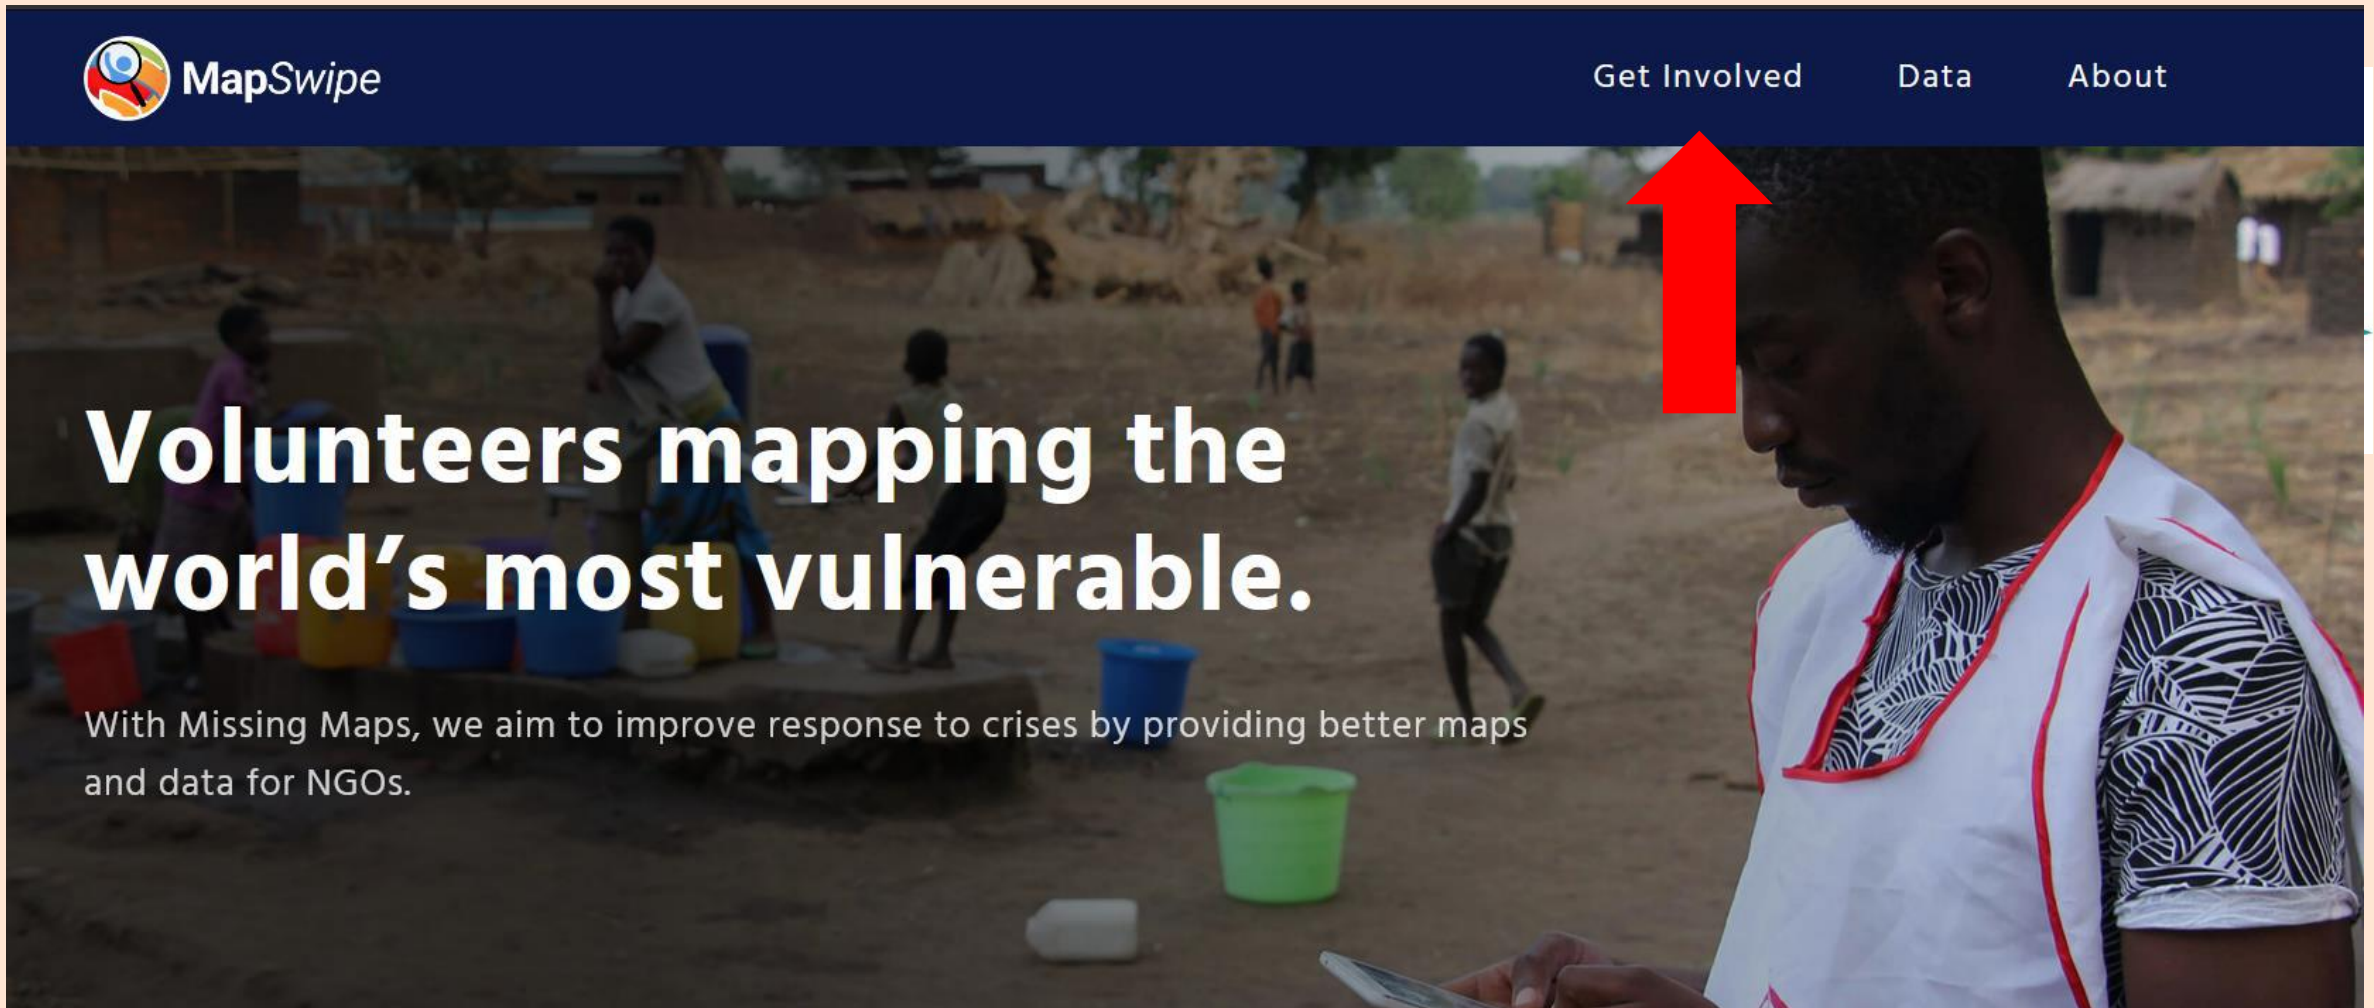 MapSwipe
Get Involved
Data
About
Volunteers mapping the
world’s most vulnerable.
With Missing Maps, we aim to improve response to crises by providing better maps
and data for NGOs.